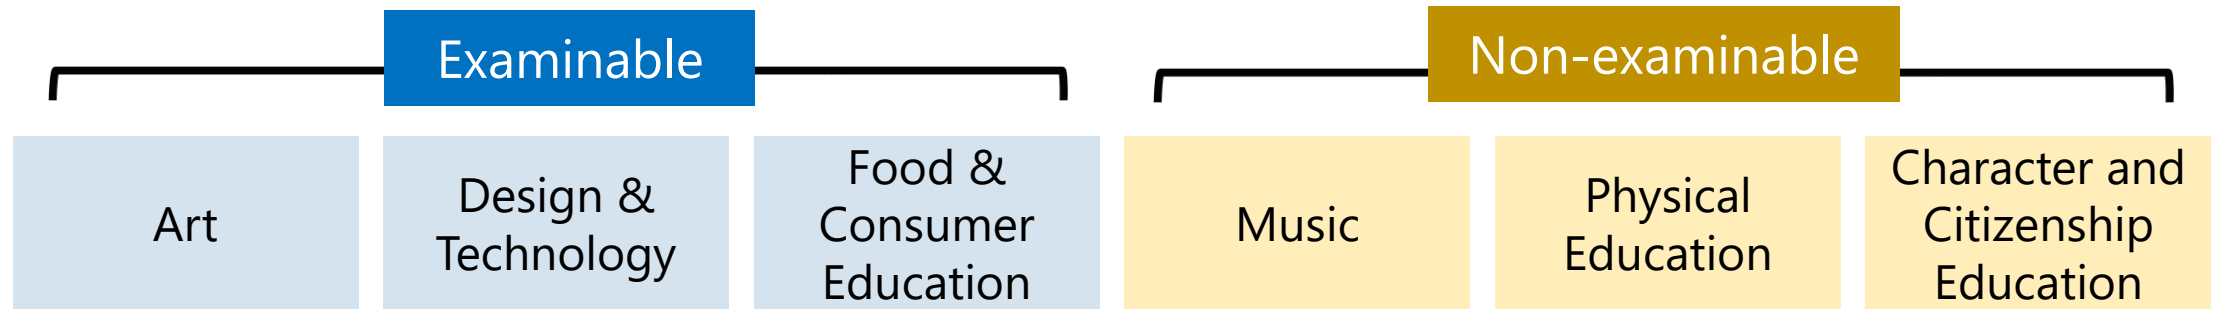 Examinable
Non-examinable
Art
Design &
Technology
Food &
Consumer
Education
Music
Physical
Education
Character and
Citizenship
Education